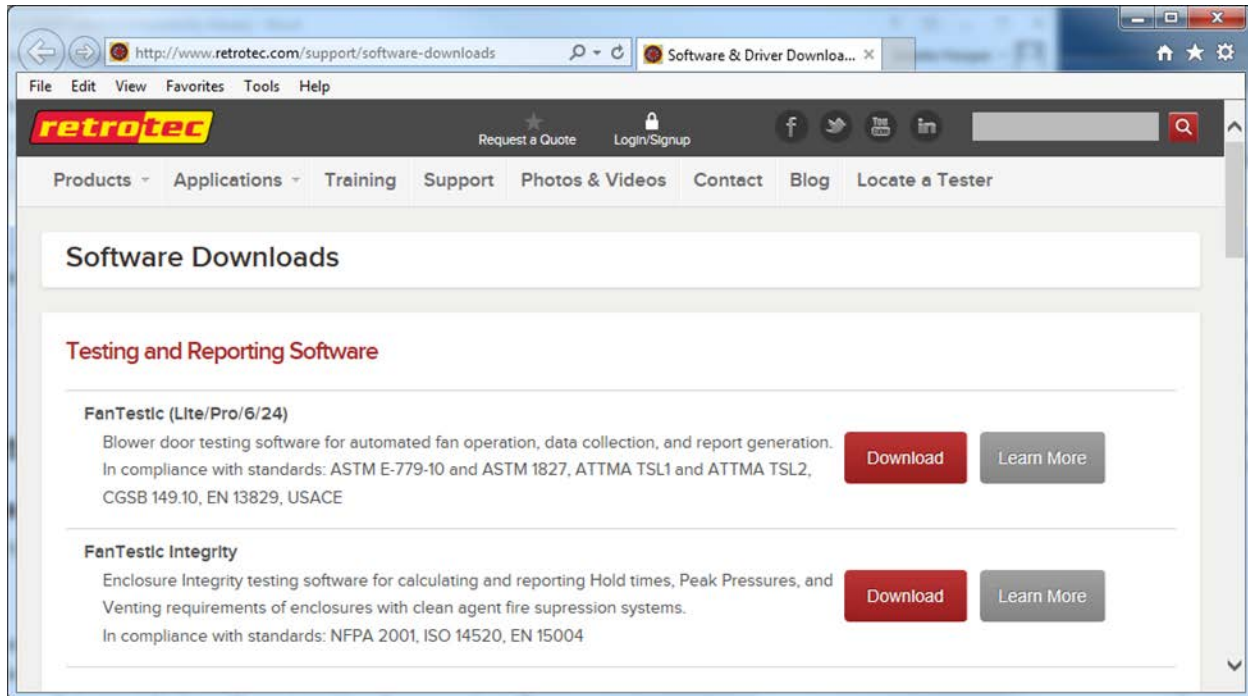 http://www.retrotec.com/support/software-downloads
Software & Driver Downloa...
File Edit View Favorites Tools Help
retrotec
Request a Quote Login/Signup
f You Tube in
Products Applications Training Support Photos & Videos Contact Blog Locate a Tester
Software Downloads
Testing and Reporting Software
FanTestic (Lite/Pro/6/24)
Blower door testing software for automated fan operation, data collection, and report generation.
In compliance with standards: ASTM E-779-10 and ASTM 1827, ATTMA TSL1 and ATTMA TSL2,
CGSB 149.10, EN 13829, USACE
Download Learn More
FanTestic Integrity
Enclosure Integrity testing software for calculating and reporting Hold times, Peak Pressures, and
Venting requirements of enclosures with clean agent fire supression systems.
In compliance with standards: NFPA 2001, ISO 14520, EN 15004
Download Learn More